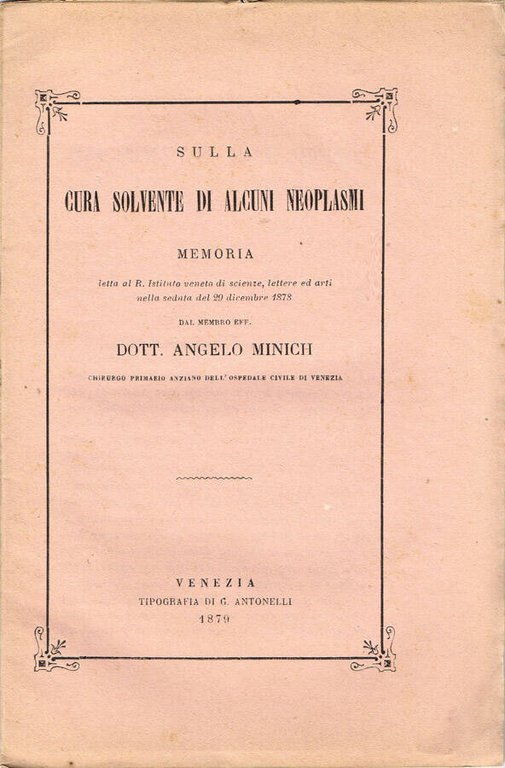 SULLA
CURA SOLVENTE DI ALCUNI NEOPLASMI
MEMORIA
letta al R. Istituto veneto di scienze, lettere ed arti
nella seduta del 29 dicembre 1878
DAL MEMBRO EFF.
DOTT. ANGELO MINICH
CHIRURGO PRIMARIO ANZIANO DELL'OSPEDALE CIVILE DI VENEZIA
VENEZIA
TIPOGRAFIA DI G. ANTONELLI
1879